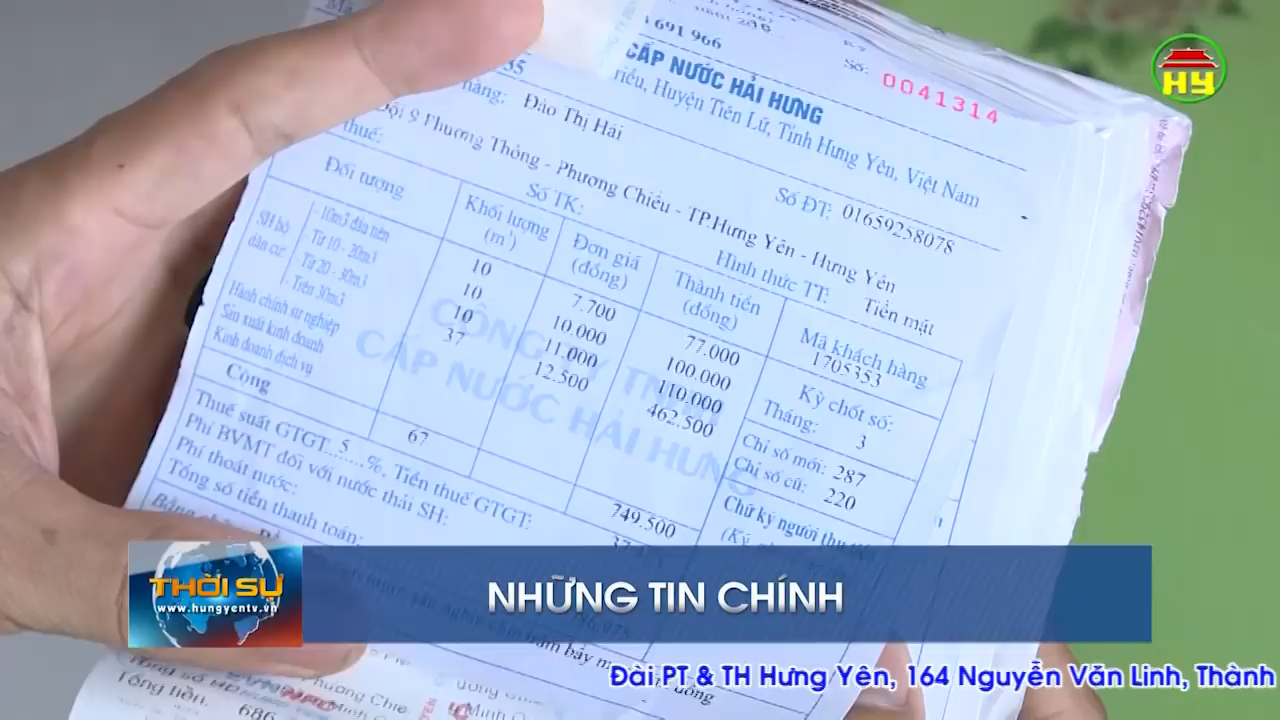 691 966
Số: 0041314
CẤP NƯỚC HẢI HƯNG
Huyện Tiên Lữ, Tỉnh Hưng Yên, Việt Nam
35
hàng: Đào Thị Hái
Số ĐT: 01659258078
Đội 9 Phương Thông - Phương Chiểu - TP.Hưng Yên - Hưng Yên
thuế:
Số TK:
Hình thức TT: Tiền mặt
Đối tượng
Khối lượng (m³)
Đơn giá (đồng)
Thành tiền (đồng)
Mã khách hàng
1705353
SH hộ dân cư:
- 10m3 đầu tiên 10 7.700 77.000
Từ 10 - 20m3 10 10.000 100.000
- Từ 20 - 30m3 10 11.000 110.000
- Trên 30m3 37 12.500 462.500
Hành chính sự nghiệp
Sản xuất kinh doanh
Kinh doanh dịch vụ
Kỳ chốt số:
Tháng: 3
Chỉ số mới: 287
Chỉ số cũ: 220
Cộng 67 749.500
CÔNG TY TNHH
CẤP NƯỚC HẢI HƯNG
Thuế suất GTGT 5 %. Tiền thuế GTGT:
Phí BVMT đối với nước thải SH:
Phí thoát nước:
Tổng số tiền thanh toán:
Chữ ký người thu tiền
Tổng tiền.
686
HY
THỜI SỰ
www.hungyentv.vn
NHỮNG TIN CHÍNH
Đài PT & TH Hưng Yên, 164 Nguyễn Văn Linh, Thành